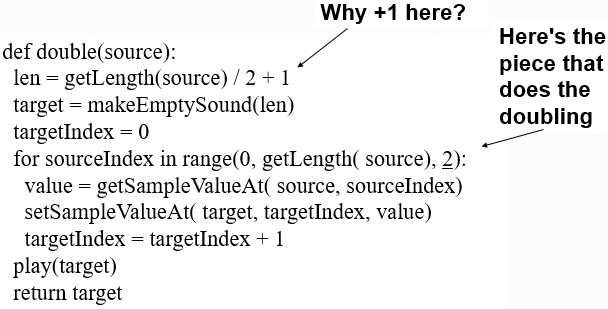 Why +1 here?
Here's the
piece that
does the
doubling
def double(source):
len = getLength(source) / 2 + 1
target = makeEmptySound(len)
targetIndex = 0
for sourceIndex in range(0, getLength( source), 2):
value = getSampleValueAt( source, sourceIndex)
setSampleValueAt( target, targetIndex, value)
targetIndex = targetIndex + 1
play(target)
return target